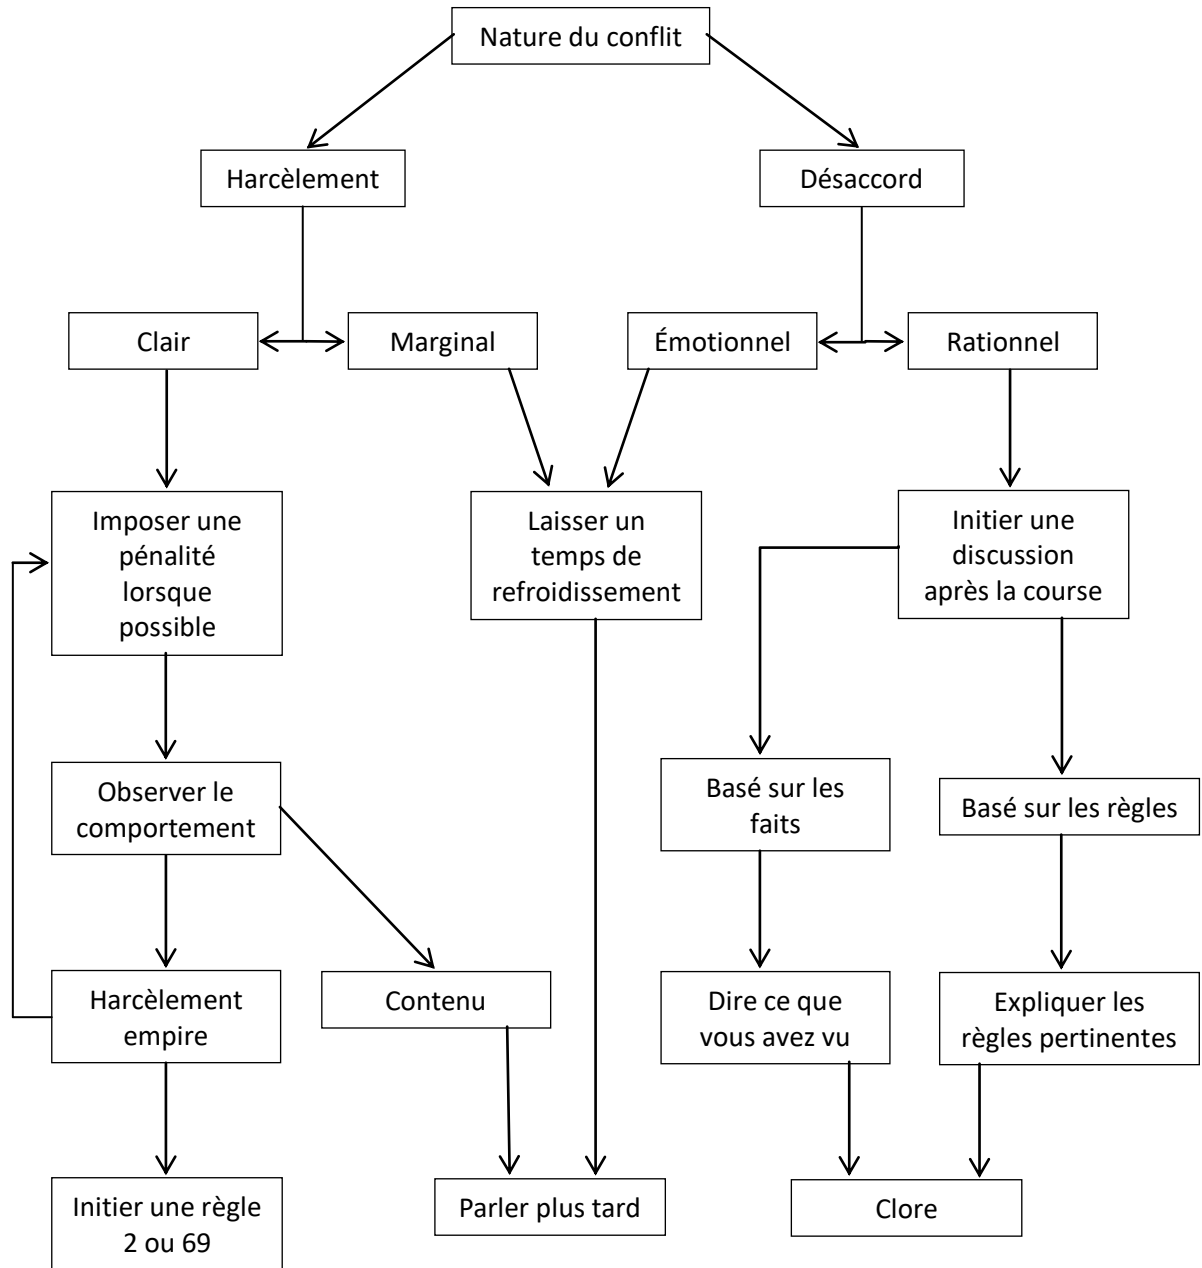 Nature du conflit
Harcèlement
Désaccord
Clair
Marginal
Émotionnel
Rationnel
Imposer une
pénalité
lorsque
possible
Laisser un
temps de
refroidissement
Initier une
discussion
après la course
Observer le
comportement
Basé sur les
faits
Basé sur les règles
Harcèlement
empire
Contenu
Dire ce que
vous avez vu
Expliquer les
règles pertinentes
Initier une règle
2 ou 69
Parler plus tard
Clore